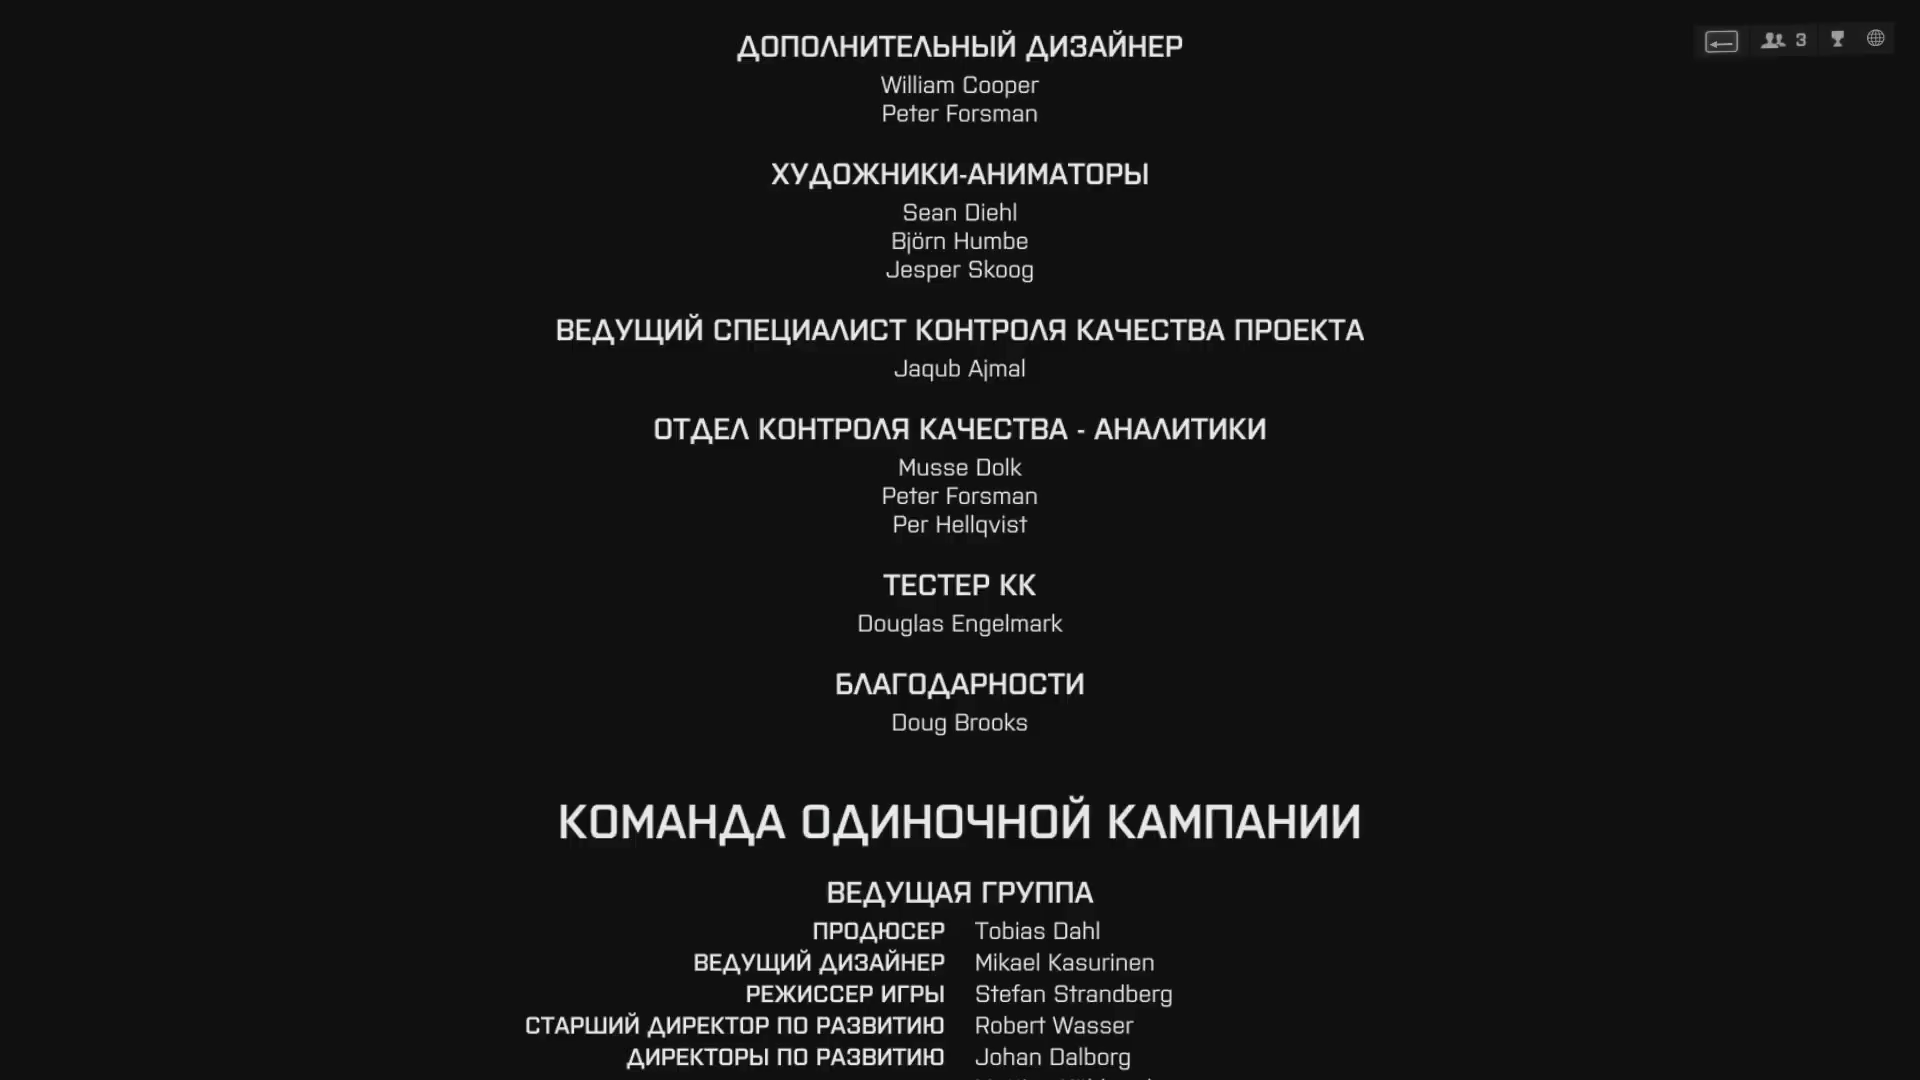 3
ДОПОЛНИТЕЛЬНЫЙ ДИЗАЙНЕР
William Cooper
Peter Forsman
ХУДОЖНИКИ-АНИМАТОРЫ
Sean Diehl
Björn Humbe
Jesper Skoog
ВЕДУЩИЙ СПЕЦИАЛИСТ КОНТРОЛЯ КАЧЕСТВА ПРОЕКТА
Jaqub Ajmal
ОТДЕЛ КОНТРОЛЯ КАЧЕСТВА - АНАЛИТИКИ
Musse Dolk
Peter Forsman
Per Hellqvist
ТЕСТЕР КК
Douglas Engelmark
БЛАГОДАРНОСТИ
Doug Brooks
КОМАНДА ОДИНОЧНОЙ КАМПАНИИ
ВЕДУЩАЯ ГРУППА
ПРОДЮСЕР Tobias Dahl
ВЕДУЩИЙ ДИЗАЙНЕР Mikael Kasurinen
РЕЖИССЕР ИГРЫ Stefan Strandberg
СТАРШИЙ ДИРЕКТОР ПО РАЗВИТИЮ Robert Wasser
ДИРЕКТОРЫ ПО РАЗВИТИЮ Johan Dalborg